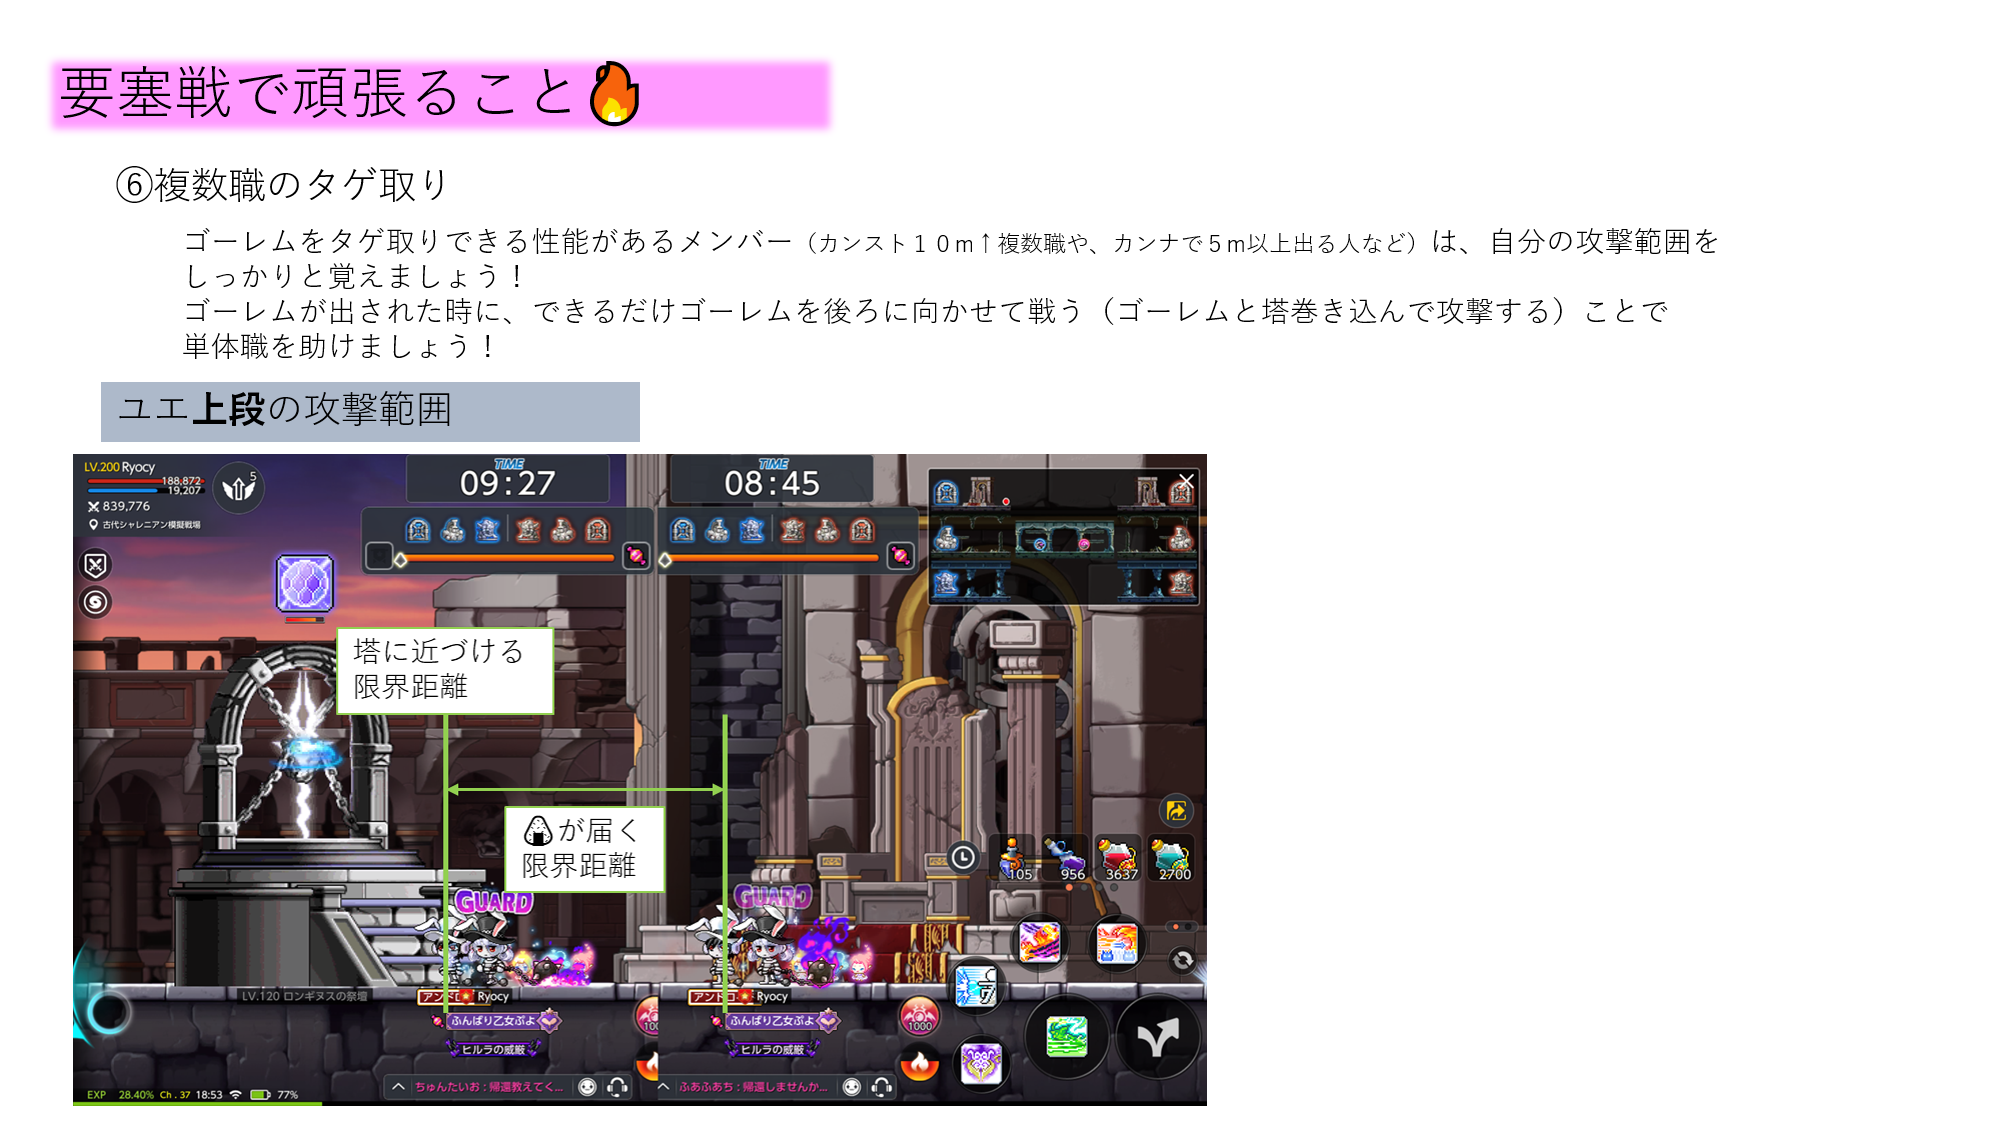 要塞戦で頑張ること🔥
⑥複数職のタゲ取り
ゴーレムをタゲ取りできる性能があるメンバー（カンスト１０ｍ↑複数職や、カンナで５ｍ以上出る人など）は、自分の攻撃範囲を
しっかりと覚えましょう！
ゴーレムが出された時に、できるだけゴーレムを後ろに向かせて戦う（ゴーレムと塔巻き込んで攻撃する）ことで
単体職を助けましょう！
ユエ上段の攻撃範囲
LV.200 Ryocy
188,872
19,207
5
839,776
古代シャレニアン模擬戦場
TIME
09:27
TIME
08:45
塔に近づける
限界距離
🍙が届く
限界距離
GUARD
GUARD
105
956
3637
2700
LV.120 ロンギヌスの祭壇
Ryocy
Ryocy
ふんばり乙女ぷよ
ふんばり乙女ぷよ
ヒルラの威厳
ヒルラの威厳
1000
ちゅんたいお : 帰還教えてく...
ふあふあち : 帰還しませんか...
EXP 28.40% Ch . 37 18:53 77%